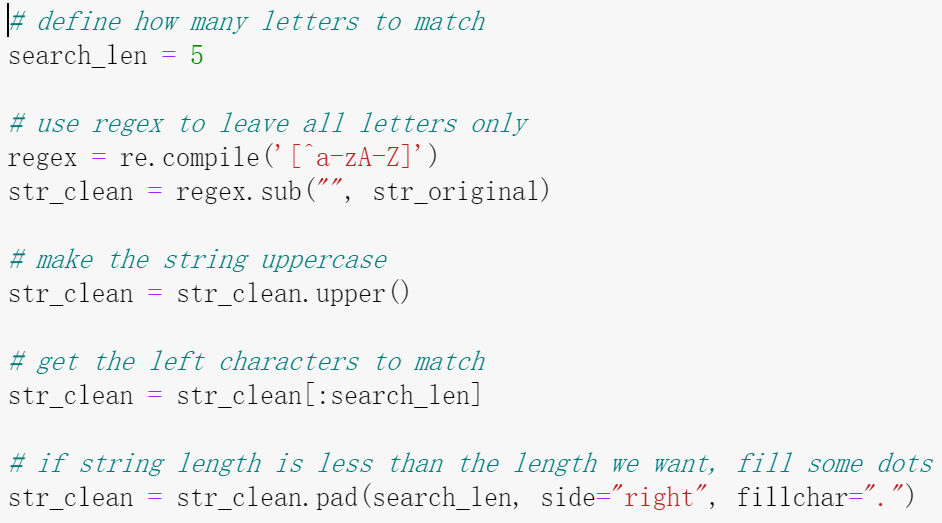 # define how many letters to match
search_len = 5
# use regex to leave all letters only
regex = re.compile('[^a-zA-Z]')
str_clean = regex.sub("", str_original)
# make the string uppercase
str_clean = str_clean.upper()
# get the left characters to match
str_clean = str_clean[:search_len]
# if string length is less than the length we want, fill some dots
str_clean = str_clean.pad(search_len, side="right", fillchar=".")